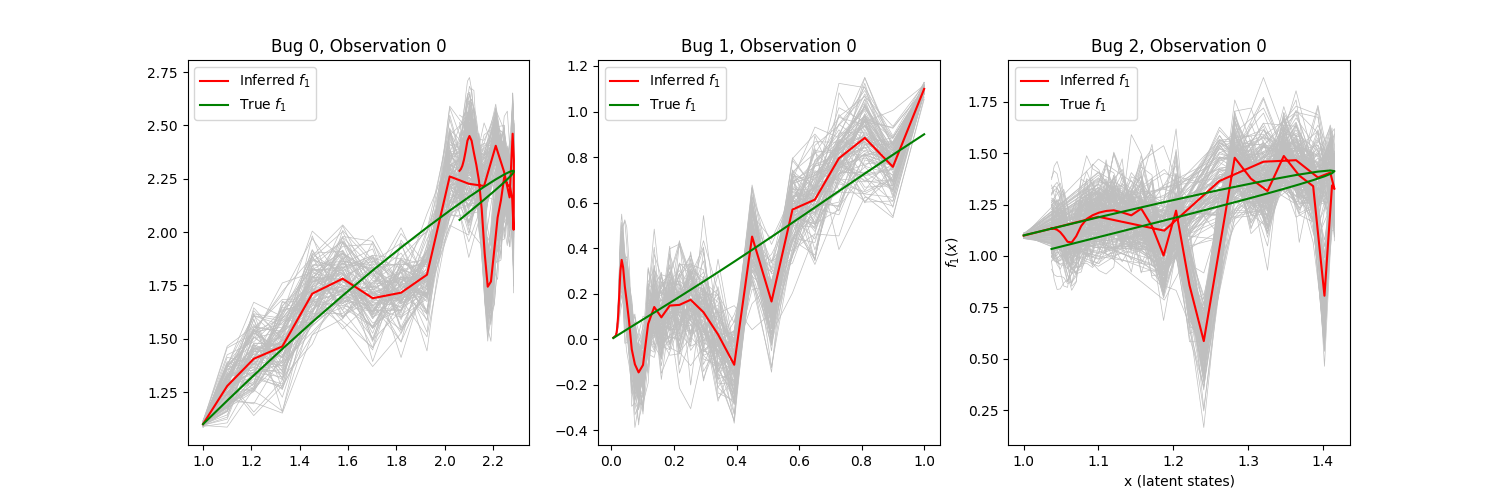 Bug 0, Observation 0
Inferred f₁
True f₁
2.75
2.50
2.25
2.00
1.75
1.50
1.25
1.0 1.2 1.4 1.6 1.8 2.0 2.2
Bug 1, Observation 0
Inferred f₁
True f₁
1.2
1.0
0.8
0.6
0.4
0.2
0.0
−0.2
−0.4
0.0 0.2 0.4 0.6 0.8 1.0
Bug 2, Observation 0
Inferred f₁
True f₁
f₁(x)
1.75
1.50
1.25
1.00
0.75
0.50
0.25
1.0 1.1 1.2 1.3 1.4
x (latent states)